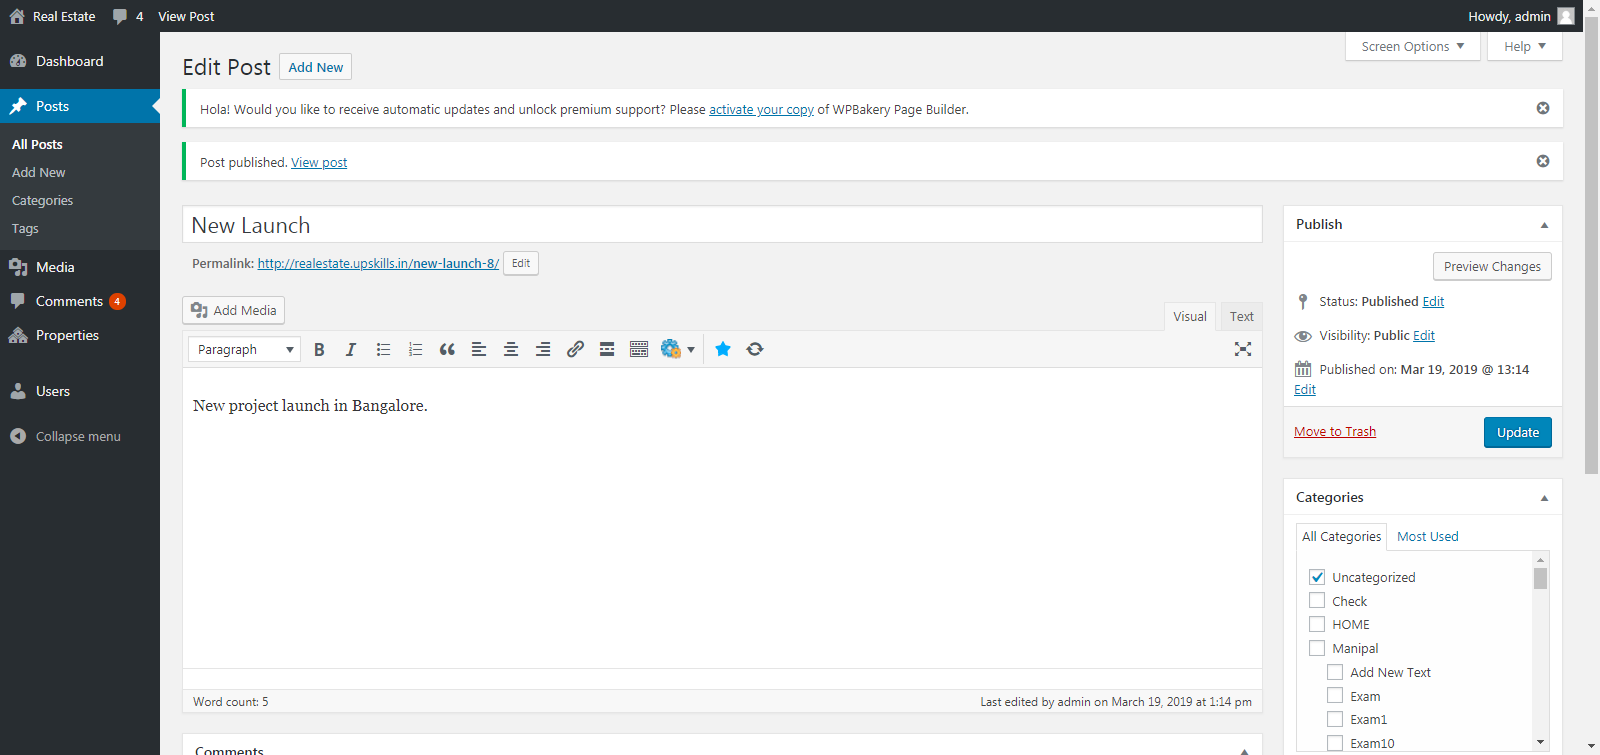 Real Estate 4 View Post Howdy, admin
Screen Options Help
Dashboard
Posts
All Posts
Add New
Categories
Tags
Media
Comments 4
Properties
Users
Collapse menu
Edit Post Add New
Hola! Would you like to receive automatic updates and unlock premium support? Please activate your copy of WPBakery Page Builder.
Post published. View post
New Launch
Permalink: http://realestate.upskills.in/new-launch-8/ Edit
Add Media
Visual Text
Paragraph B I
New project launch in Bangalore.
Word count: 5 Last edited by admin on March 19, 2019 at 1:14 pm
Comments
Publish
Preview Changes
Status: Published Edit
Visibility: Public Edit
Published on: Mar 19, 2019 @ 13:14
Edit
Move to Trash Update
Categories
All Categories Most Used
Uncategorized
Check
HOME
Manipal
Add New Text
Exam
Exam1
Exam10